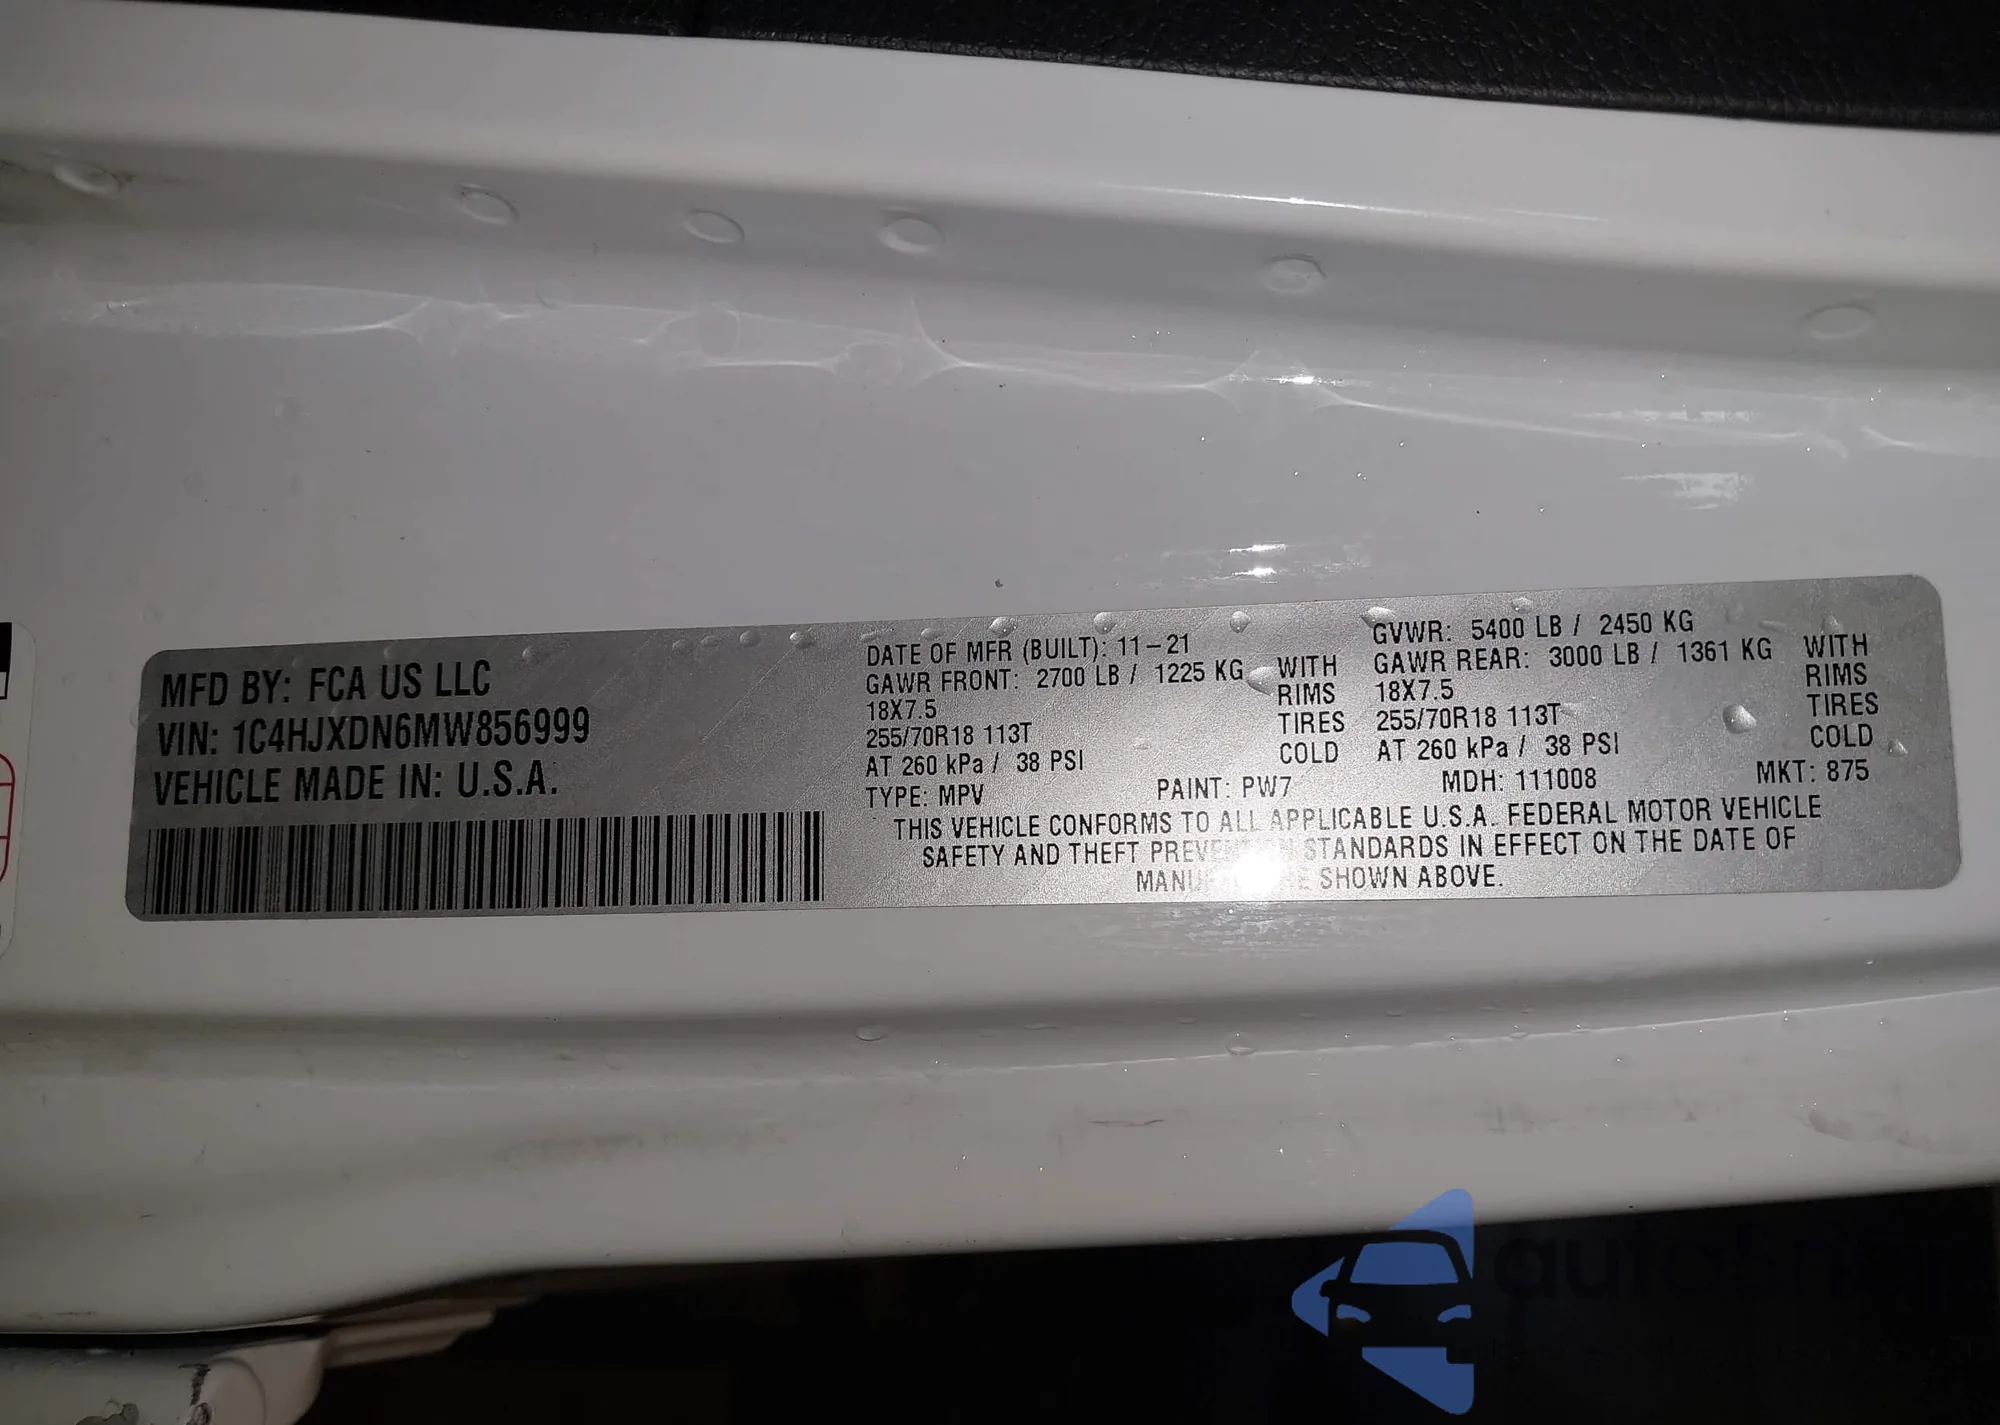 MFD BY: FCA US LLC
VIN: 1C4HJXDN6MW856999
VEHICLE MADE IN: U.S.A.
DATE OF MFR (BUILT): 11-21
GAWR FRONT: 2700 LB / 1225 KG WITH
18X7.5 RIMS
255/70R18 113T TIRES
AT 260 kPa / 38 PSI COLD
GVWR: 5400 LB / 2450 KG
GAWR REAR: 3000 LB / 1361 KG WITH
18X7.5 RIMS
255/70R18 113T TIRES
AT 260 kPa / 38 PSI COLD
TYPE: MPV PAINT: PW7 MDH: 111008 MKT: 875
THIS VEHICLE CONFORMS TO ALL APPLICABLE U.S.A. FEDERAL MOTOR VEHICLE
SAFETY AND THEFT PREVENTION STANDARDS IN EFFECT ON THE DATE OF
SHOWN ABOVE.